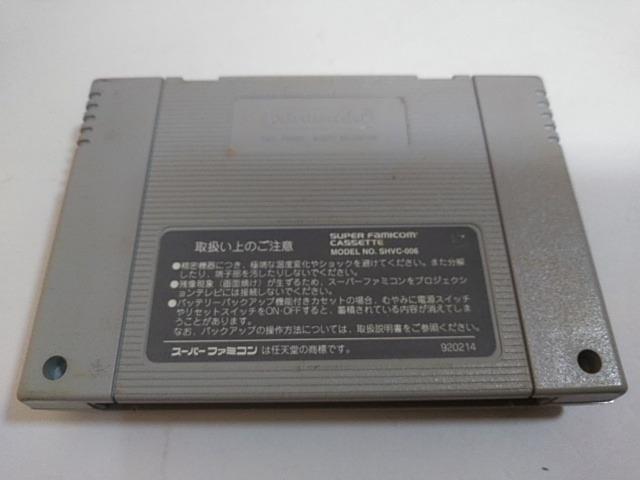 Nintendo
取扱い上のご注意
SUPER FAMICOM
CASSETTE
MODEL NO. SHVC-006
●精密機器につき、極端な温度変化やショックを避けてください。また分解
したり、端子部を汚したりしないでください。
●残像現象（画面焼け）が生ずるため、スーパーファミコンをプロジェクシ
ョンテレビには接続しないでください。
●バッテリーバックアップ機能付きカセットの場合、むやみに電源スイッチ
やリセットスイッチをON・OFFすると、蓄積されている内容が消えてしま
うことがあります。
なお、バックアップの操作方法については、取扱説明書をご参照ください。
スーパーファミコン は任天堂の商標です。
920214